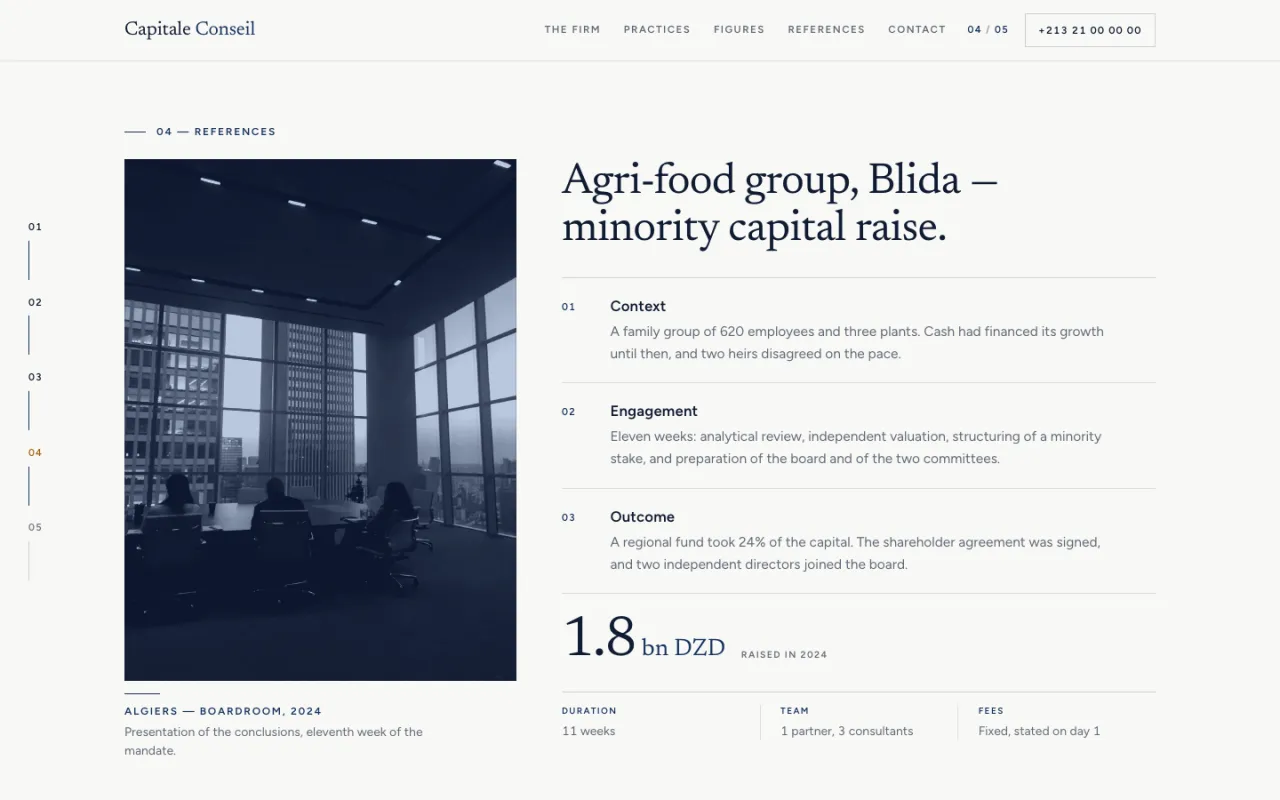 Capitale Conseil
THE FIRM
PRACTICES
FIGURES
REFERENCES
CONTACT
04 / 05
+213 21 00 00 00
04 — REFERENCES
01
02
03
04
05
ALGIERS — BOARDROOM, 2024
Presentation of the conclusions, eleventh week of the
mandate.
Agri-food group, Blida –
minority capital raise.
01
Context
A family group of 620 employees and three plants. Cash had financed its growth
until then, and two heirs disagreed on the pace.
02
Engagement
Eleven weeks: analytical review, independent valuation, structuring of a minority
stake, and preparation of the board and of the two committees.
03
Outcome
A regional fund took 24% of the capital. The shareholder agreement was signed,
and two independent directors joined the board.
1.8 bn DZD RAISED IN 2024
DURATION
11 weeks
TEAM
1 partner, 3 consultants
FEES
Fixed, stated on day 1